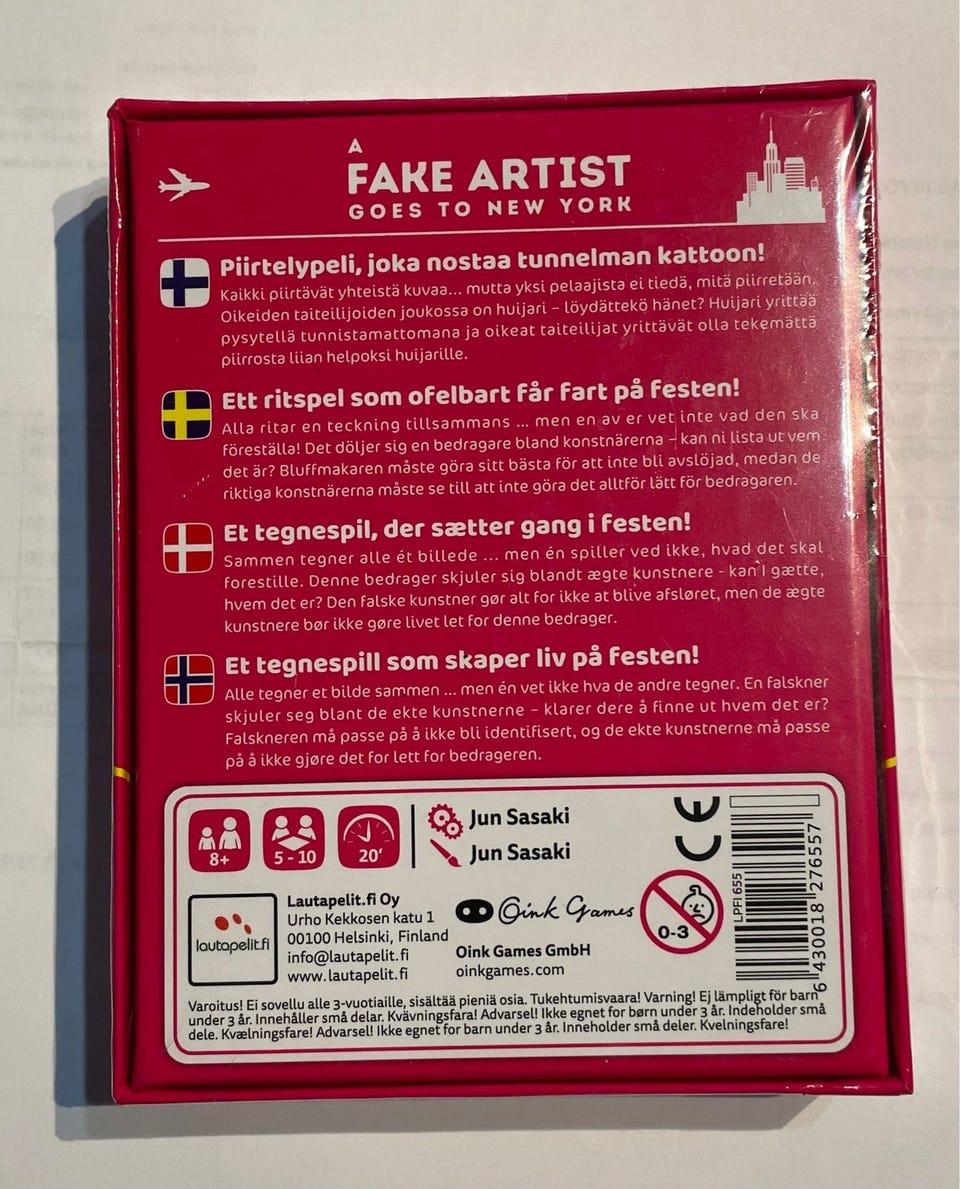 A
FAKE ARTIST
GOES TO NEW YORK
Piirtelypeli, joka nostaa tunnelman kattoon!
Kaikki piirtävät yhteistä kuvaa... mutta yksi pelaajista ei tiedä, mitä piirretään.
Oikeiden taiteilijoiden joukossa on huijari – löydättekö hänet? Huijari yrittää
pysytellä tunnistamattomana ja oikeat taiteilijat yrittävät olla tekemättä
piirrosta liian helpoksi huijarille.
Ett ritspel som ofelbart får fart på festen!
Alla ritar en teckning tillsammans ... men en av er vet inte vad den ska
föreställa! Det döljer sig en bedragare bland konstnärerna – kan ni lista ut vem
det är? Bluffmakaren måste göra sitt bästa för att inte bli avslöjad, medan de
riktiga konstnärerna måste se till att inte göra det alltför lätt för bedragaren.
Et tegnespil, der sætter gang i festen!
Sammen tegner alle ét billede ... men én spiller ved ikke, hvad det skal
forestille. Denne bedrager skjuler sig blandt ægte kunstnere - kan I gætte,
hvem det er? Den falske kunstner gør alt for ikke at blive afsløret, men de ægte
kunstnere bør ikke gøre livet let for denne bedrager.
Et tegnespill som skaper liv på festen!
Alle tegner et bilde sammen ... men én vet ikke hva de andre tegner. En falskner
skjuler seg blant de ekte kunstnerne – klarer dere å finne ut hvem det er?
Falskneren må passe på å ikke bli identifisert, og de ekte kunstnerne må passe
på å ikke gjøre det for lett for bedrageren.
8+
5 - 10
20'
Jun Sasaki
Jun Sasaki
CE
lautapelit.fi
Lautapelit.fi Oy
Urho Kekkosen katu 1
00100 Helsinki, Finland
info@lautapelit.fi
www.lautapelit.fi
Oink Games
Oink Games GmbH
oinkgames.com
0-3
LPFI1655
6 430018 276557
Varoitus! Ei sovellu alle 3-vuotiaille, sisältää pieniä osia. Tukehtumisvaara! Varning! Ej lämpligt för barn
under 3 år. Innehåller små delar. Kvävningsfara! Advarsel! Ikke egnet for børn under 3 år. Indeholder små
dele. Kvælningsfare! Advarsel! Ikke egnet for barn under 3 år. Inneholder små deler. Kvelningsfare!